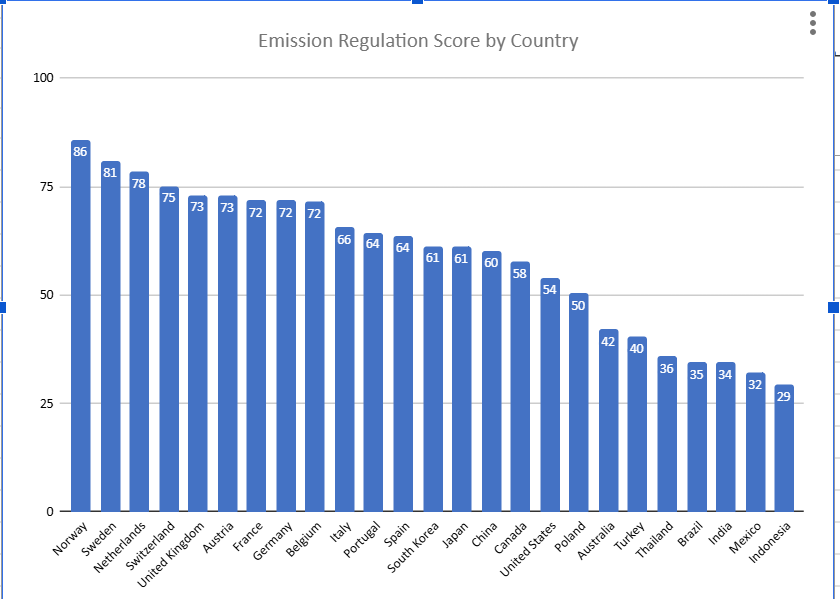 Emission Regulation Score by Country
100
75
50
25
0
86 81 78 75 73 73 72 72 72 66 64 64 61 61 60 58 54 50 42 40 36 35 34 32 29
Norway Sweden Netherlands Switzerland United Kingdom Austria France Germany Belgium Italy Portugal Spain South Korea Japan China Canada United States Poland Australia Turkey Thailand Brazil India Mexico Indonesia